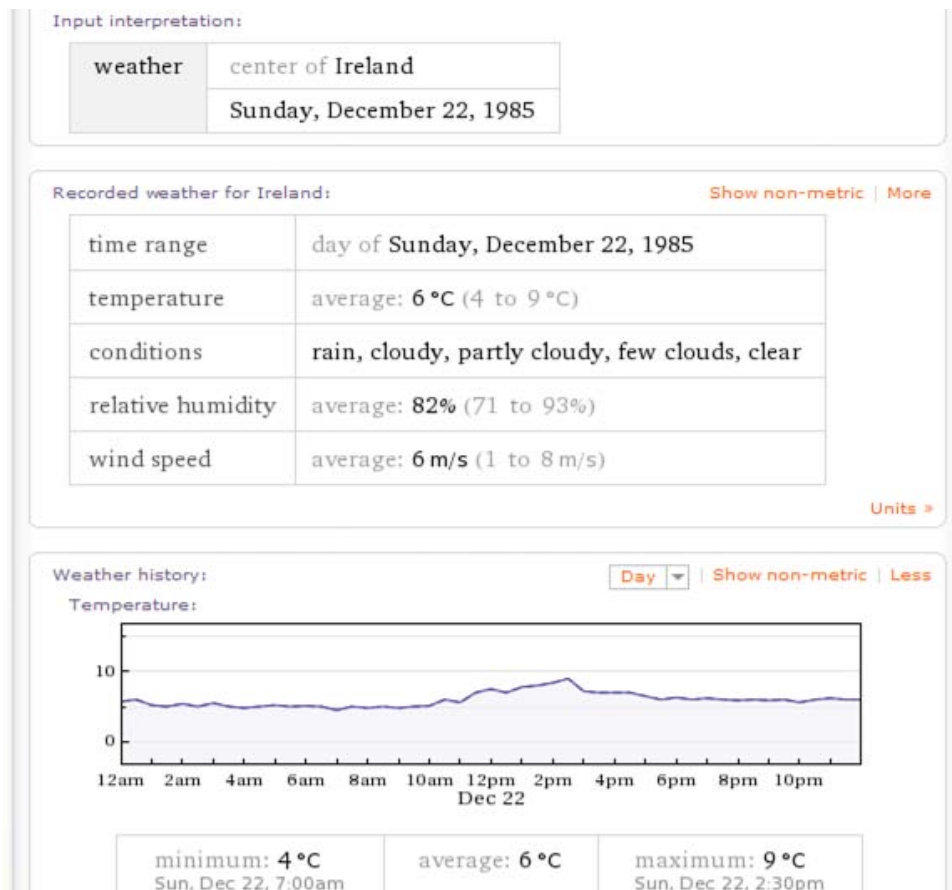 Input interpretation:
weather center of Ireland
Sunday, December 22, 1985
Recorded weather for Ireland: Show non-metric | More
time range day of Sunday, December 22, 1985
temperature average: 6 °C (4 to 9 °C)
conditions rain, cloudy, partly cloudy, few clouds, clear
relative humidity average: 82% (71 to 93%)
wind speed average: 6 m/s (1 to 8 m/s)
Units »
Weather history: Day | Show non-metric | Less
Temperature:
10
0
12am 2am 4am 6am 8am 10am 12pm 2pm 4pm 6pm 8pm 10pm
Dec 22
minimum: 4 °C average: 6 °C maximum: 9 °C
Sun, Dec 22, 7:00am Sun, Dec 22, 2:30pm